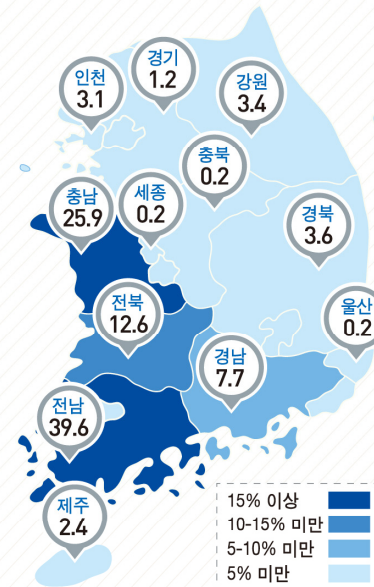 경기
1.2
인천
3.1
강원
3.4
충북
0.2
충남
25.9
세종
0.2
경북
3.6
전북
12.6
울산
0.2
경남
7.7
전남
39.6
제주
2.4
15% 이상
10-15% 미만
5-10% 미만
5% 미만